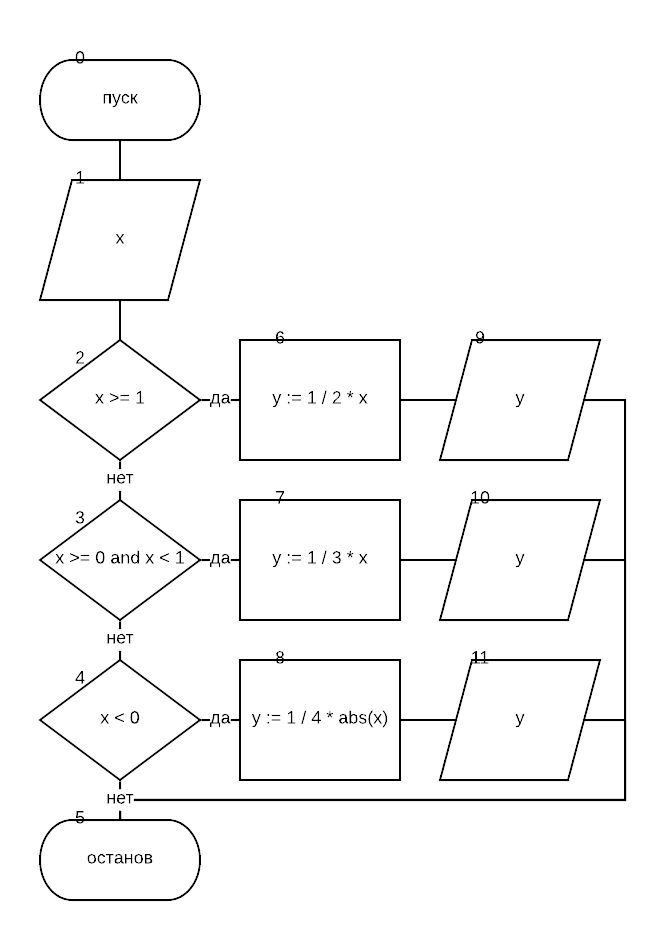 0
пуск
1
x
2
x >= 1
да
6
y := 1 / 2 * x
9
y
нет
3
x >= 0 and x < 1
да
7
y := 1 / 3 * x
10
y
нет
4
x < 0
да
8
y := 1 / 4 * abs(x)
11
y
нет
5
останов